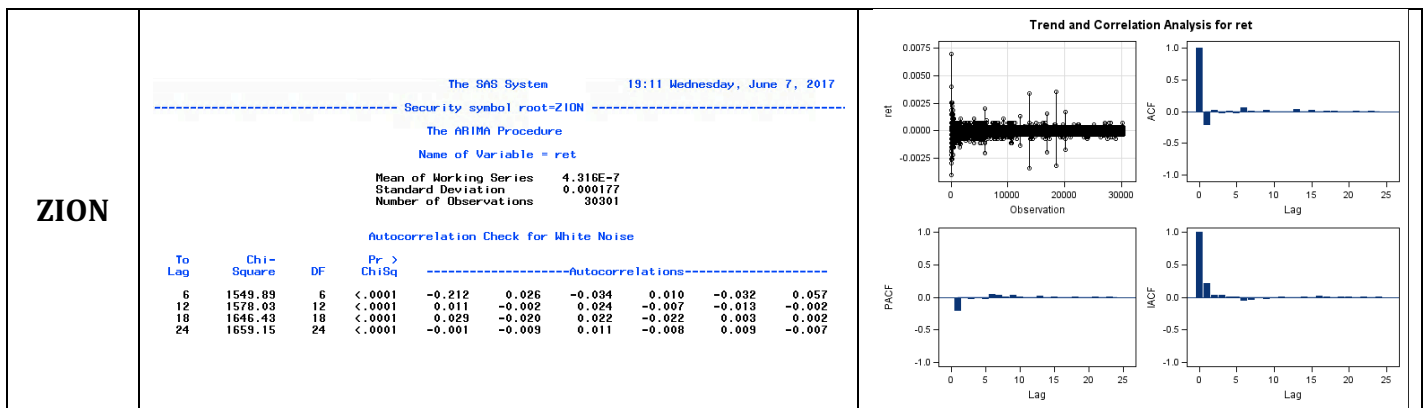 ZION
The SAS System 19:11 Wednesday, June 7, 2017
------------------------------------------ Security symbol root=ZION ------------------------------------------
The ARIMA Procedure
Name of Variable = ret
Mean of Working Series 4.316E-7
Standard Deviation 0.000177
Number of Observations 30301
Autocorrelation Check for White Noise
To Chi- Pr >
Lag Square DF ChiSq --------------------Autocorrelations--------------------
6 1549.89 6 <.0001 -0.212 0.026 -0.034 0.010 -0.032 0.057
12 1578.03 12 <.0001 0.011 -0.002 0.024 -0.007 -0.013 -0.002
18 1646.43 18 <.0001 0.029 -0.020 0.022 -0.022 0.003 0.002
24 1659.15 24 <.0001 -0.001 -0.009 0.011 -0.008 0.009 -0.007
Trend and Correlation Analysis for ret
ret
0.0075
0.0050
0.0025
0.0000
-0.0025
0 10000 20000 30000
Observation
ACF
1.0
0.5
0.0
-0.5
-1.0
0 5 10 15 20 25
Lag
PACF
1.0
0.5
0.0
-0.5
-1.0
0 5 10 15 20 25
Lag
IACF
1.0
0.5
0.0
-0.5
-1.0
0 5 10 15 20 25
Lag